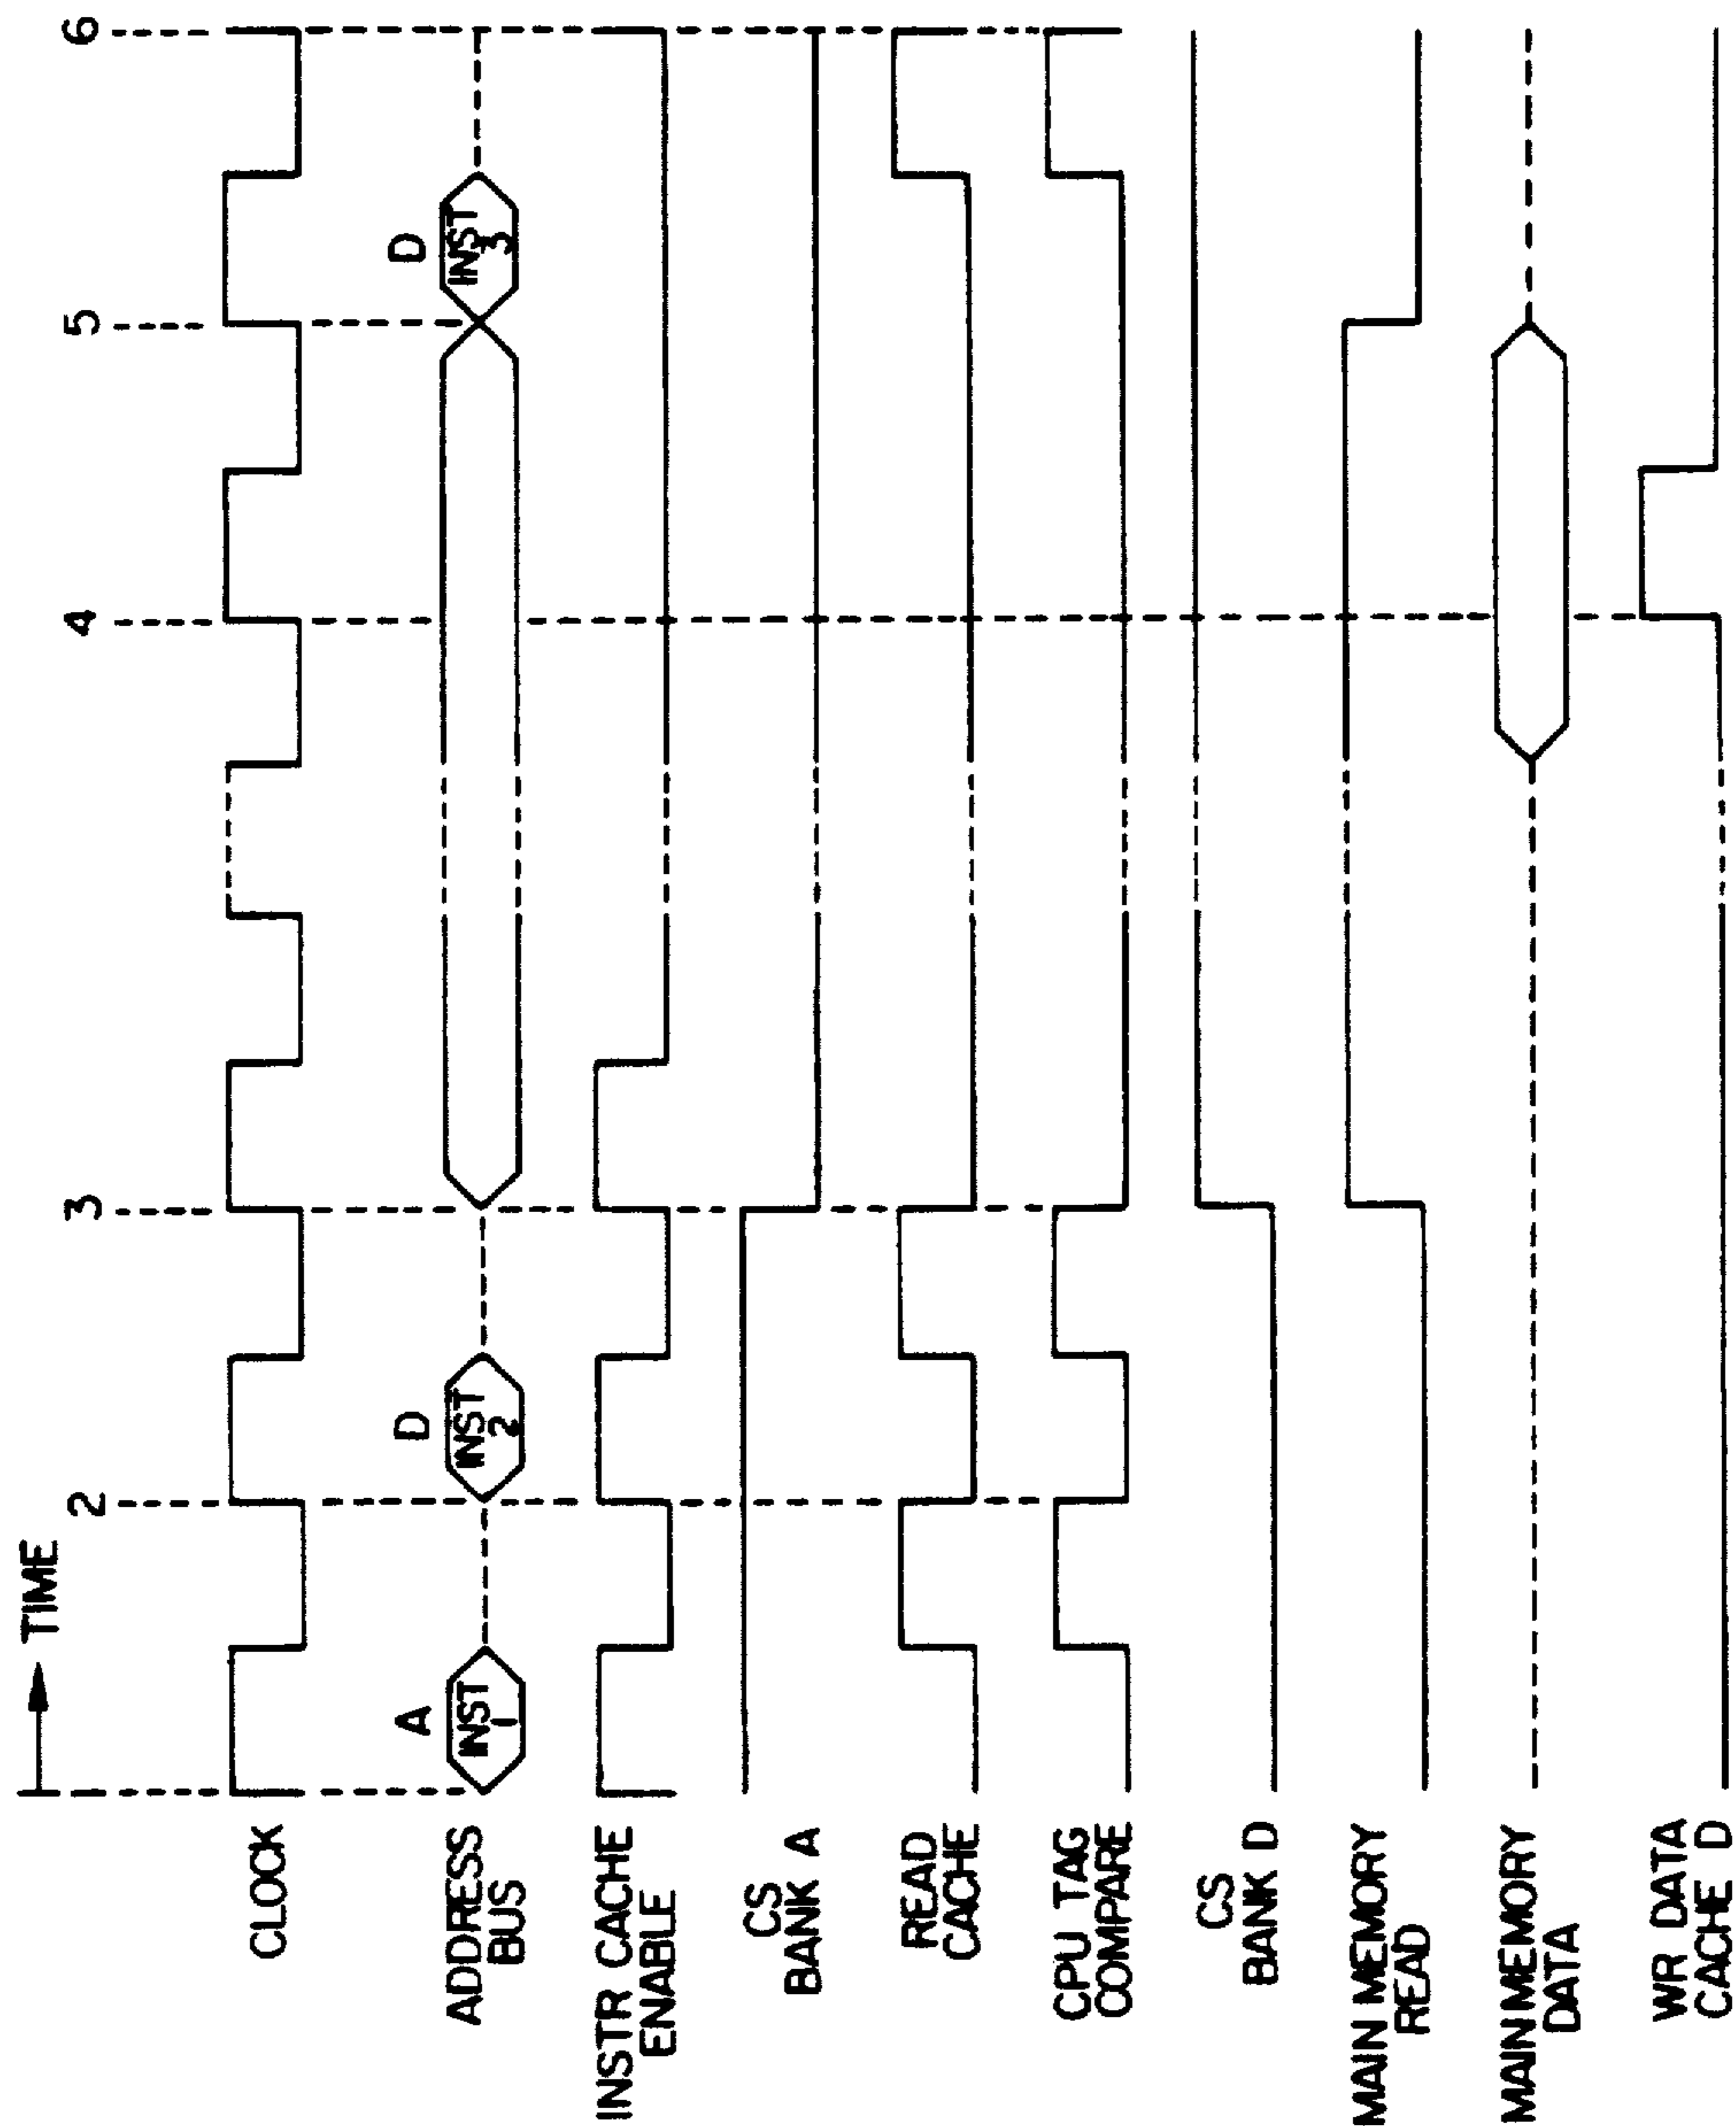 TIME
1
2
3
4
5
6
CLOCK
ADDRESS
BUS
A
INST
1
D
INST
2
D
INST
3
INSTR CACHE
ENABLE
CS
BANK A
READ
CACHE
CPU TAG
COMPARE
CS
BANK D
MAIN MEMORY
READ
MAIN MEMORY
DATA
WR DATA
CACHE D